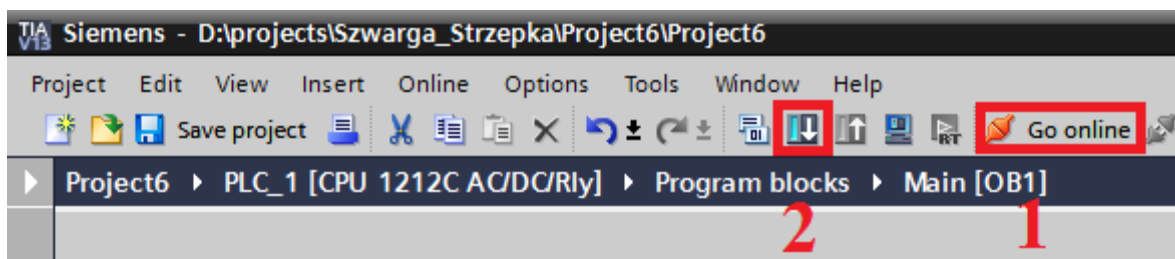 TIA V13 Siemens - D:\projects\Szwarga_Strzepka\Project6\Project6
Project Edit View Insert Online Options Tools Window Help
Save project RT Go online
Project6 PLC_1 [CPU 1212C AC/DC/Rly] Program blocks Main [OB1]
2 1